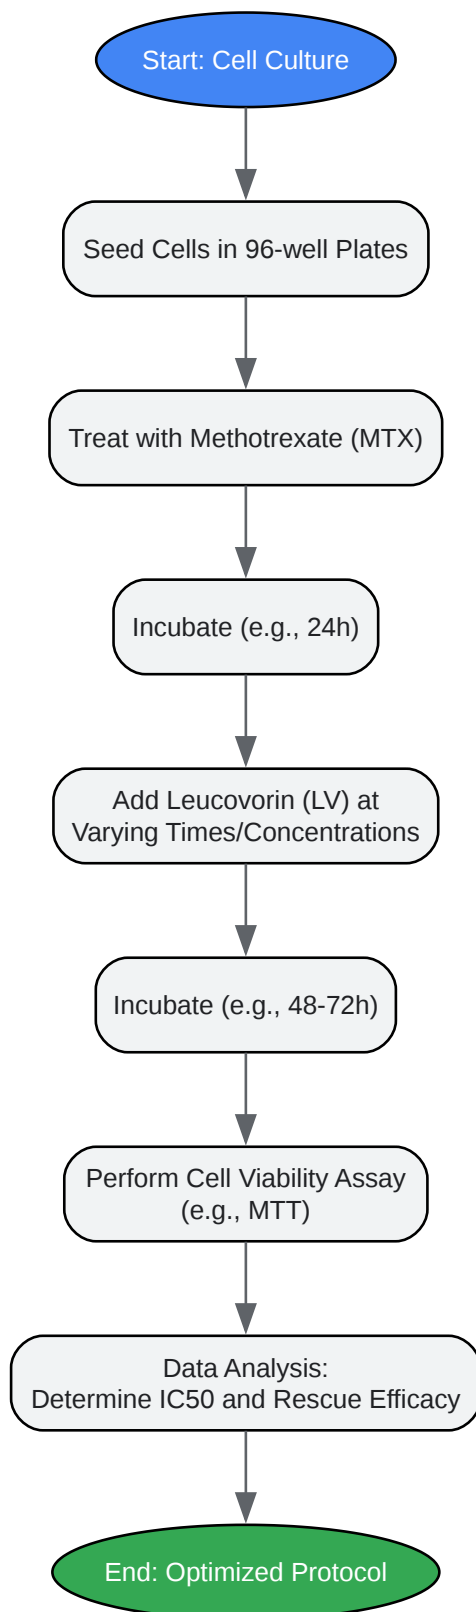 Start: Cell Culture
Seed Cells in 96-well Plates
Treat with Methotrexate (MTX)
Incubate (e.g., 24h)
Add Leucovorin (LV) at
Varying Times/Concentrations
Incubate (e.g., 48-72h)
Perform Cell Viability Assay
(e.g., MTT)
Data Analysis:
Determine IC50 and Rescue Efficacy
End: Optimized Protocol